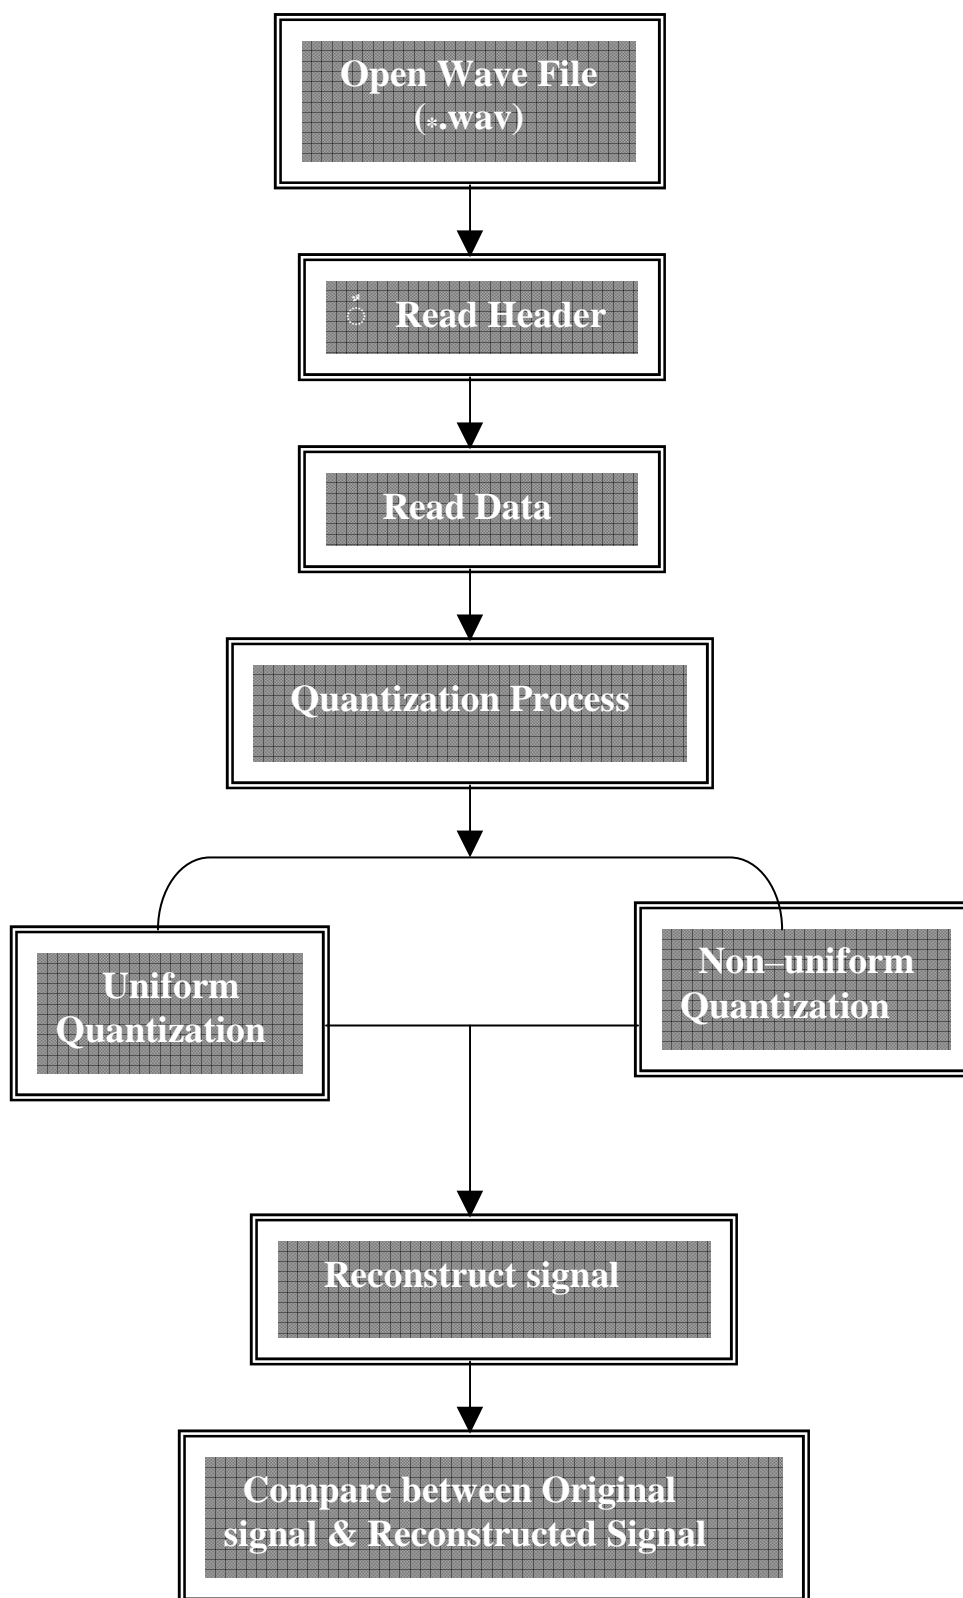 Open Wave File
(*.wav)
Read Header
Read Data
Quantization Process
Uniform
Quantization
Non–uniform
Quantization
Reconstruct signal
Compare between Original
signal & Reconstructed Signal